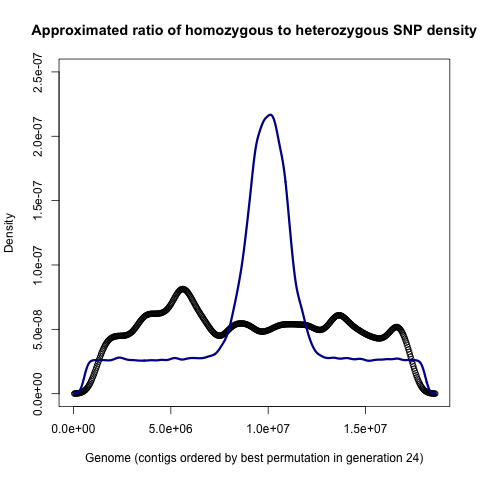 Approximated ratio of homozygous to heterozygous SNP density
Density
2.5e-07
2.0e-07
1.5e-07
1.0e-07
5.0e-08
0.0e+00
0.0e+00 5.0e+06 1.0e+07 1.5e+07
Genome (contigs ordered by best permutation in generation 24)